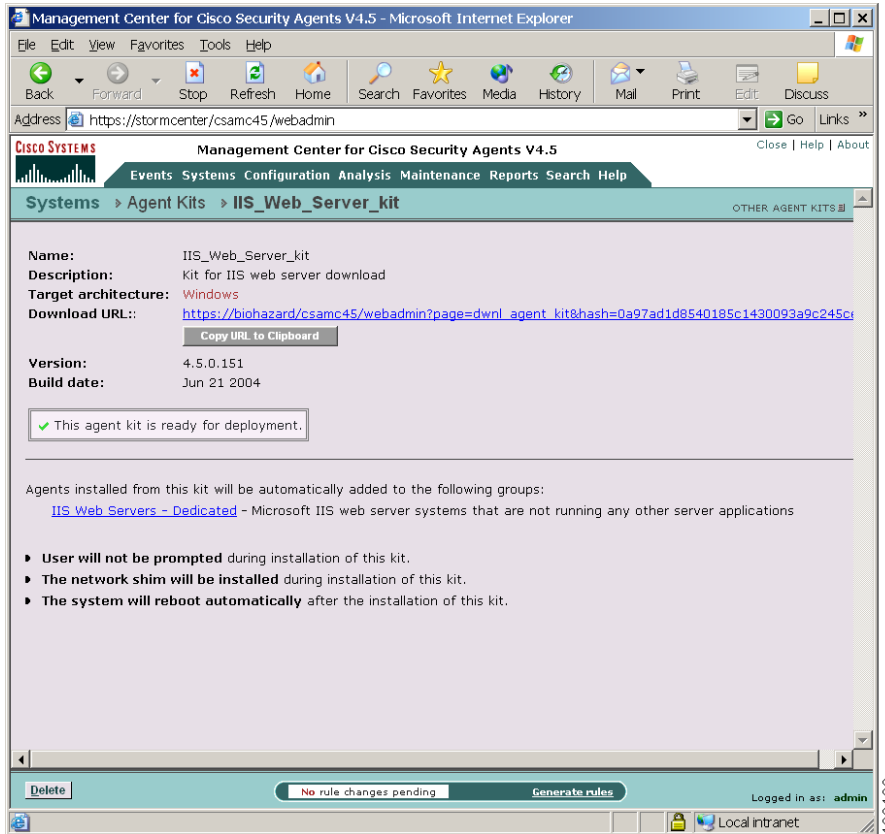 Management Center for Cisco Security Agents V4.5 - Microsoft Internet Explorer
File Edit View Favorites Tools Help
Back Forward Stop Refresh Home Search Favorites Media History Mail Print Edit Discuss
Address https://stormcenter/csamc45/webadmin Go Links »
CISCO SYSTEMS
Management Center for Cisco Security Agents V4.5
Close | Help | About
Events Systems Configuration Analysis Maintenance Reports Search Help
Systems > Agent Kits > IIS_Web_Server_kit
OTHER AGENT KITS
Name: IIS_Web_Server_kit
Description: Kit for IIS web server download
Target architecture: Windows
Download URL:: https://biohazard/csamc45/webadmin?page=dwnl_agent_kit&hash=0a97ad1d8540185c1430093a9c245ce
Copy URL to Clipboard
Version: 4.5.0.151
Build date: Jun 21 2004
This agent kit is ready for deployment.
Agents installed from this kit will be automatically added to the following groups:
IIS Web Servers - Dedicated - Microsoft IIS web server systems that are not running any other server applications
User will not be prompted during installation of this kit.
The network shim will be installed during installation of this kit.
The system will reboot automatically after the installation of this kit.
Delete
No rule changes pending
Generate rules
Logged in as: admin
Local intranet